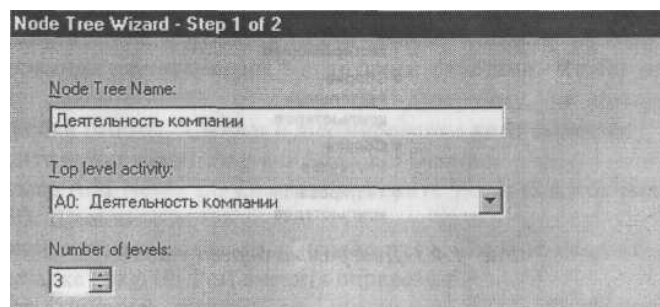 Node Tree Wizard - Step 1 of 2
Node Tree Name:
Деятельность компании
Top level activity:
A0: Деятельность компании
Number of levels:
3